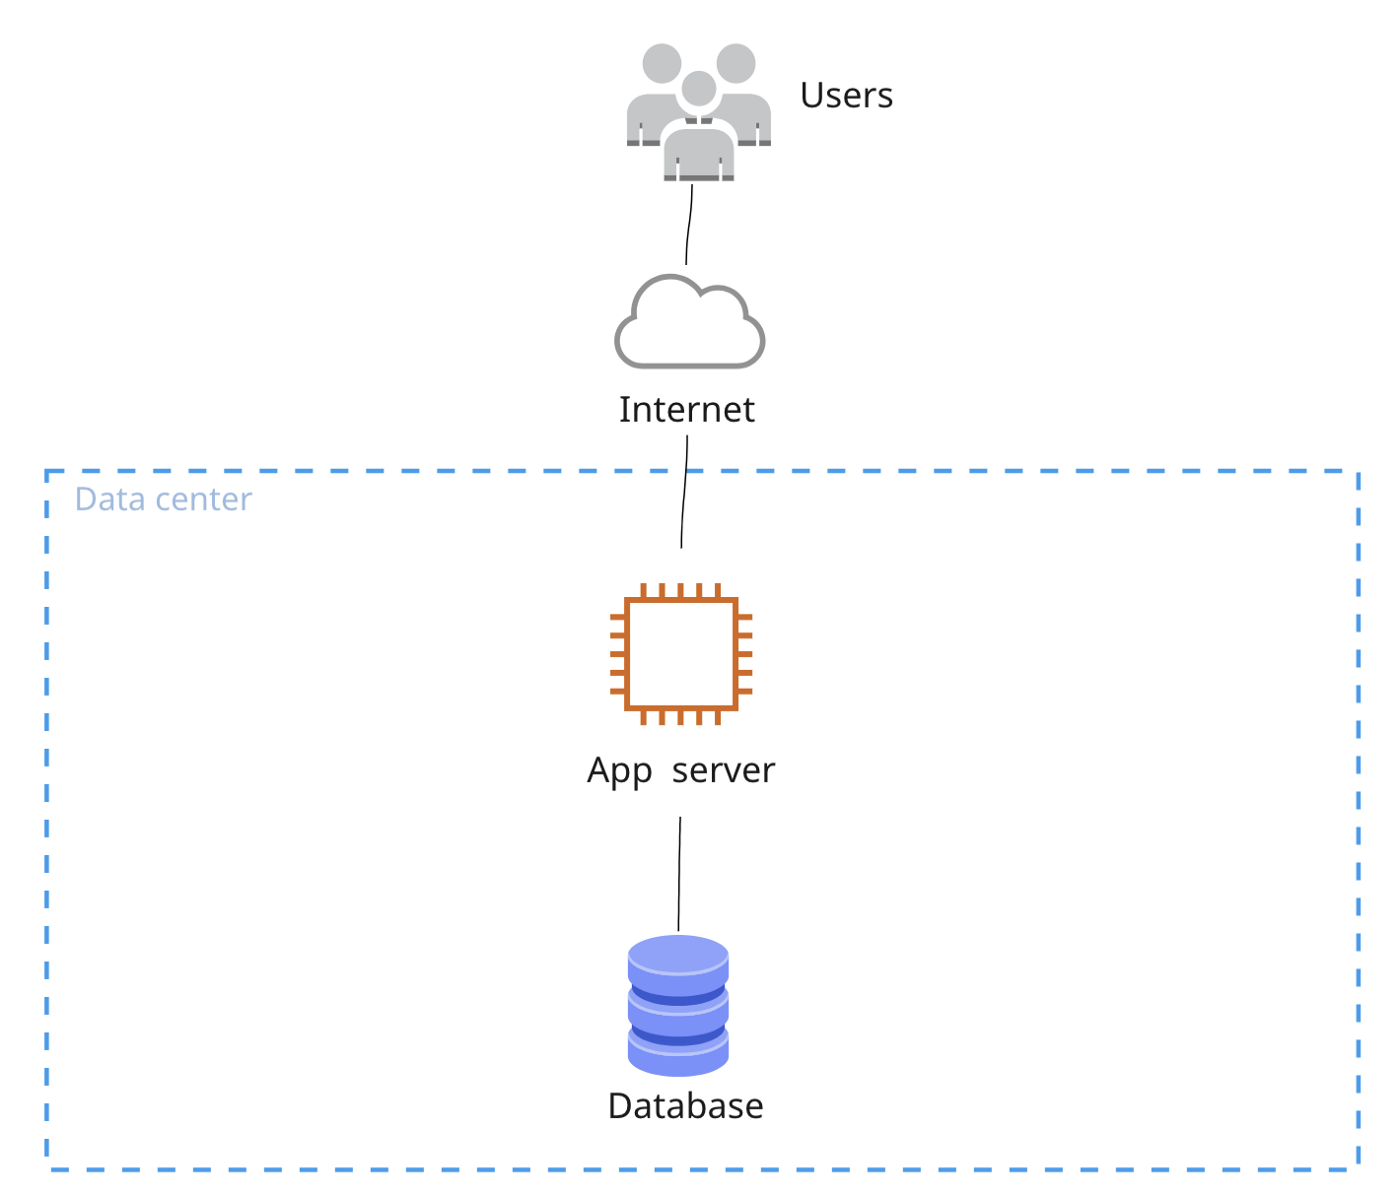 Users
Internet
Data center
App server
Database